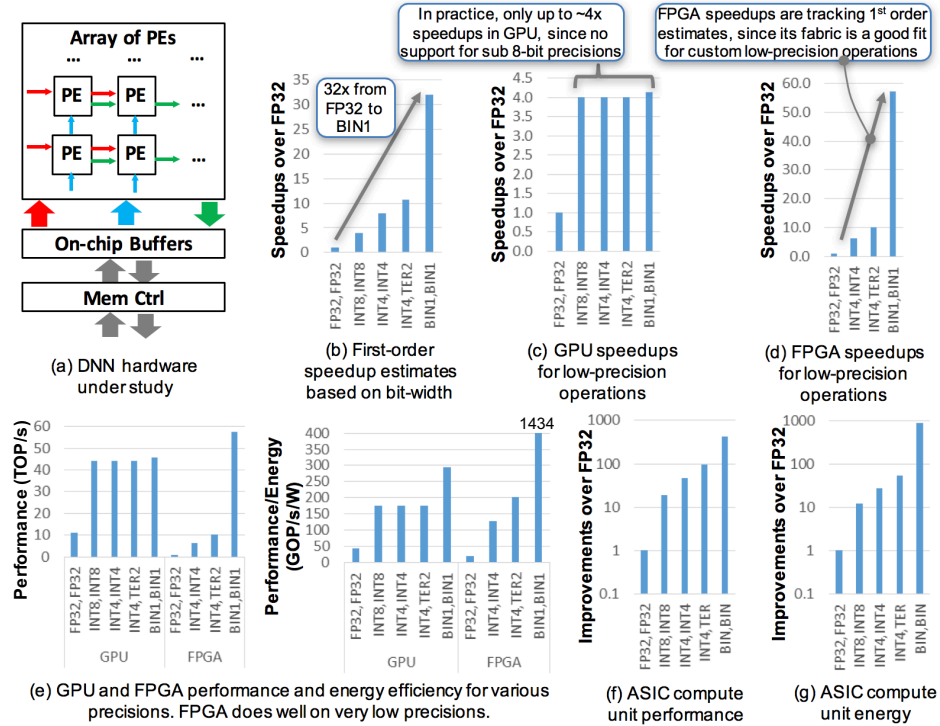 Array of PEs
... ... ...
PE PE ...
PE PE ...
On-chip Buffers
Mem Ctrl
(a) DNN hardware
under study
Speedups over FP32
35
30
25
20
15
10
5
0
32x from
FP32 to
BIN1
FP32,FP32
INT8,INT8
INT4,INT4
INT4,TER2
BIN1,BIN1
(b) First-order
speedup estimates
based on bit-width
In practice, only up to ~4x
speedups in GPU, since no
support for sub 8-bit precisions
Speedups over FP32
4.5
4.0
3.5
3.0
2.5
2.0
1.5
1.0
0.5
0.0
FP32,FP32
INT8,INT8
INT4,INT4
INT4,TER2
BIN1,BIN1
(c) GPU speedups
for low-precision
operations
FPGA speedups are tracking 1st order
estimates, since its fabric is a good fit
for custom low-precision operations
Speedups over FP32
60.0
50.0
40.0
30.0
20.0
10.0
0.0
FP32,FP32
INT4,INT4
INT4,TER2
BIN1,BIN1
(d) FPGA speedups
for low-precision
operations
Performance (TOP/s)
60
50
40
30
20
10
0
FP32,FP32
INT8,INT8
INT4,INT4
INT4,TER2
BIN1,BIN1
FP32,FP32
INT4,INT4
INT4,TER2
BIN1,BIN1
GPU FPGA
Performance/Energy
(GOP/s/W)
400
350
300
250
200
150
100
50
0
1434
FP32,FP32
INT8,INT8
INT4,INT4
INT4,TER2
BIN1,BIN1
FP32,FP32
INT4,INT4
INT4,TER2
BIN1,BIN1
GPU FPGA
(e) GPU and FPGA performance and energy efficiency for various
precisions. FPGA does well on very low precisions.
Improvements over FP32
1000
100
10
1
0.1
FP32,FP32
INT8,INT8
INT4,INT4
INT4,TER
BIN,BIN
(f) ASIC compute
unit performance
Improvements over FP32
1000
100
10
1
0.1
FP32,FP32
INT8,INT8
INT4,INT4
INT4,TER
BIN,BIN
(g) ASIC compute
unit energy